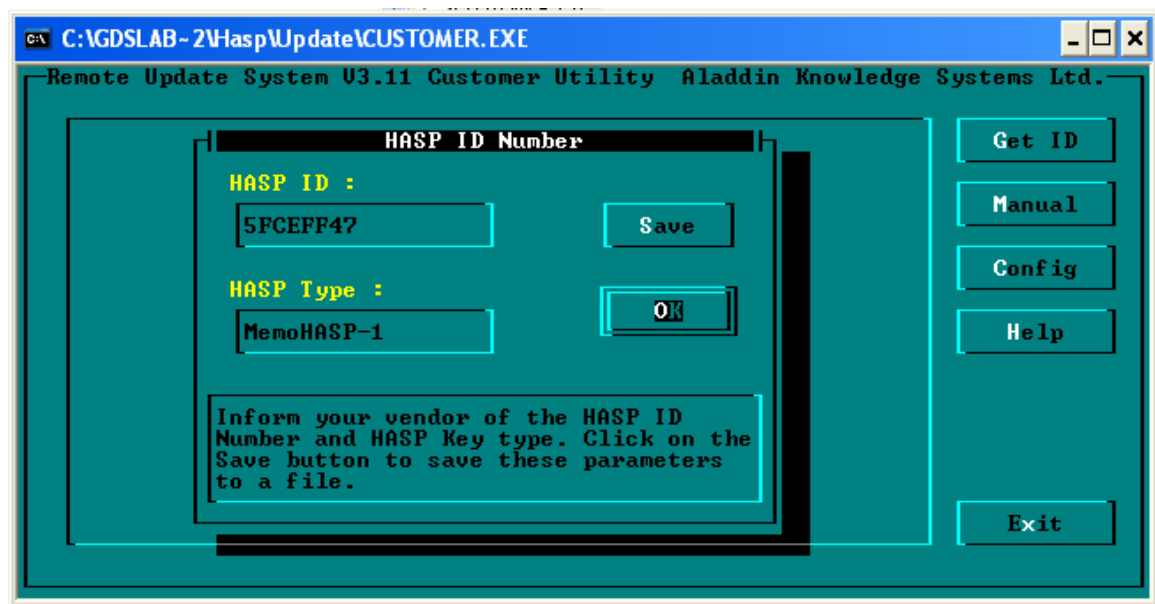 C:\GDSLAB~2\Hasp\Update\CUSTOMER.EXE
Remote Update System V3.11 Customer Utility Aladdin Knowledge Systems Ltd.
HASP ID Number
Get ID
HASP ID :
Manual
5FCEFF47
Save
Config
HASP Type :
OK
MemoHASP-1
Help
Inform your vendor of the HASP ID
Number and HASP Key type. Click on the
Save button to save these parameters
to a file.
Exit